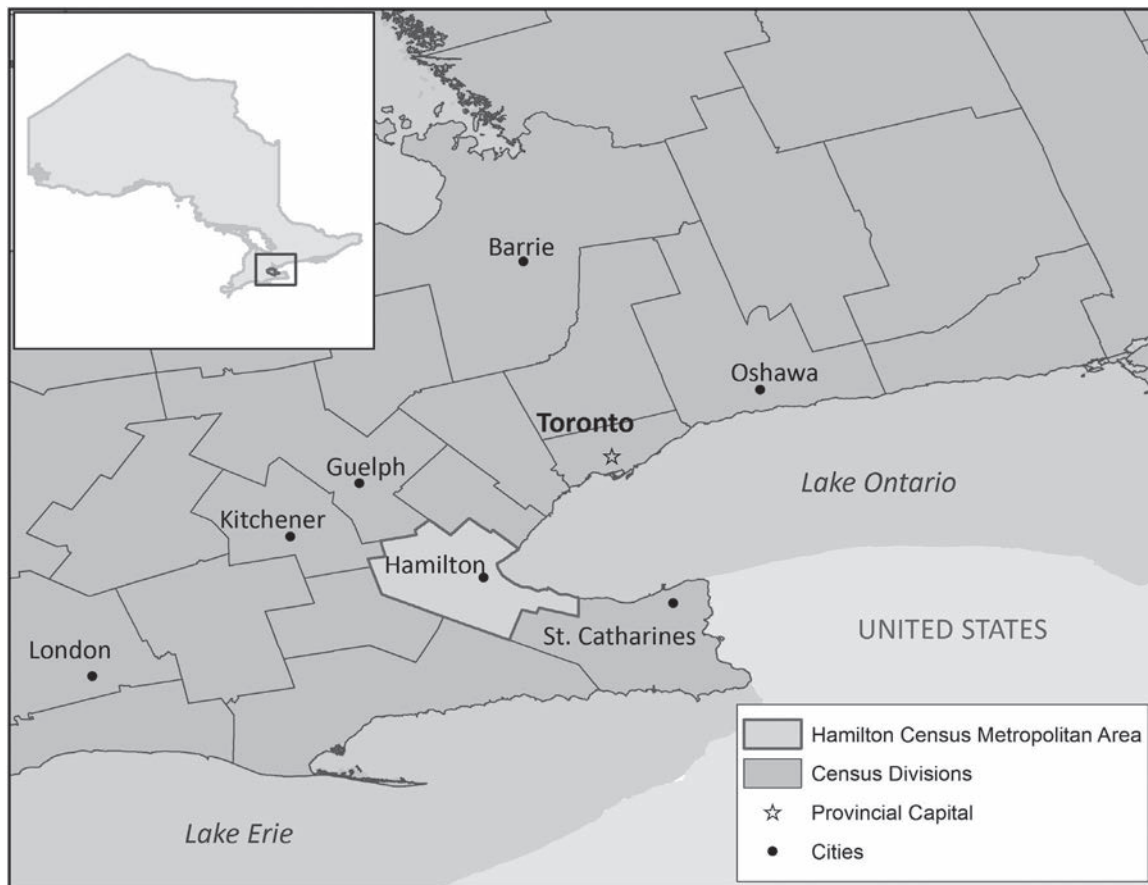 Barrie
Oshawa
Toronto
Guelph
Lake Ontario
Kitchener
Hamilton
UNITED STATES
St. Catharines
London
Lake Erie
Hamilton Census Metropolitan Area
Census Divisions
Provincial Capital
Cities